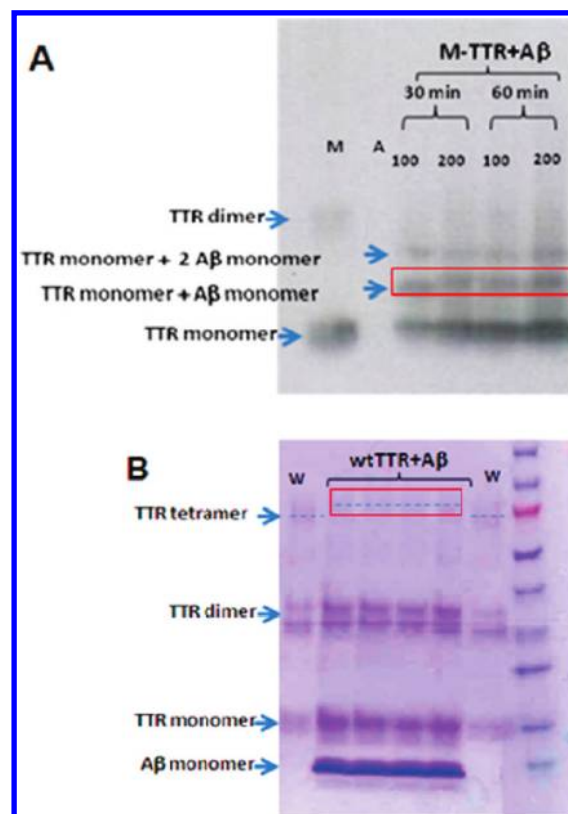 A
M-TTR+Aβ
30 min 60 min
M A 100 200 100 200
TTR dimer
TTR monomer + 2 Aβ monomer
TTR monomer + Aβ monomer
TTR monomer
B
W wtTTR+Aβ W
TTR tetramer
TTR dimer
TTR monomer
Aβ monomer